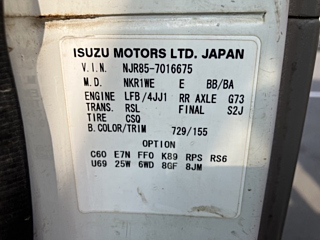 ISUZU MOTORS LTD. JAPAN
V.I.N. NJR85-7016675
M.D. NKR1WE E BB/BA
ENGINE LFB/4JJ1 RR AXLE G73
TRANS. RSL FINAL S2J
TIRE CSQ
B.COLOR/TRIM 729/155
OPTION
C60 E7N FF0 K89 RPS RS6
U69 25W 6WD 8GF 8JM